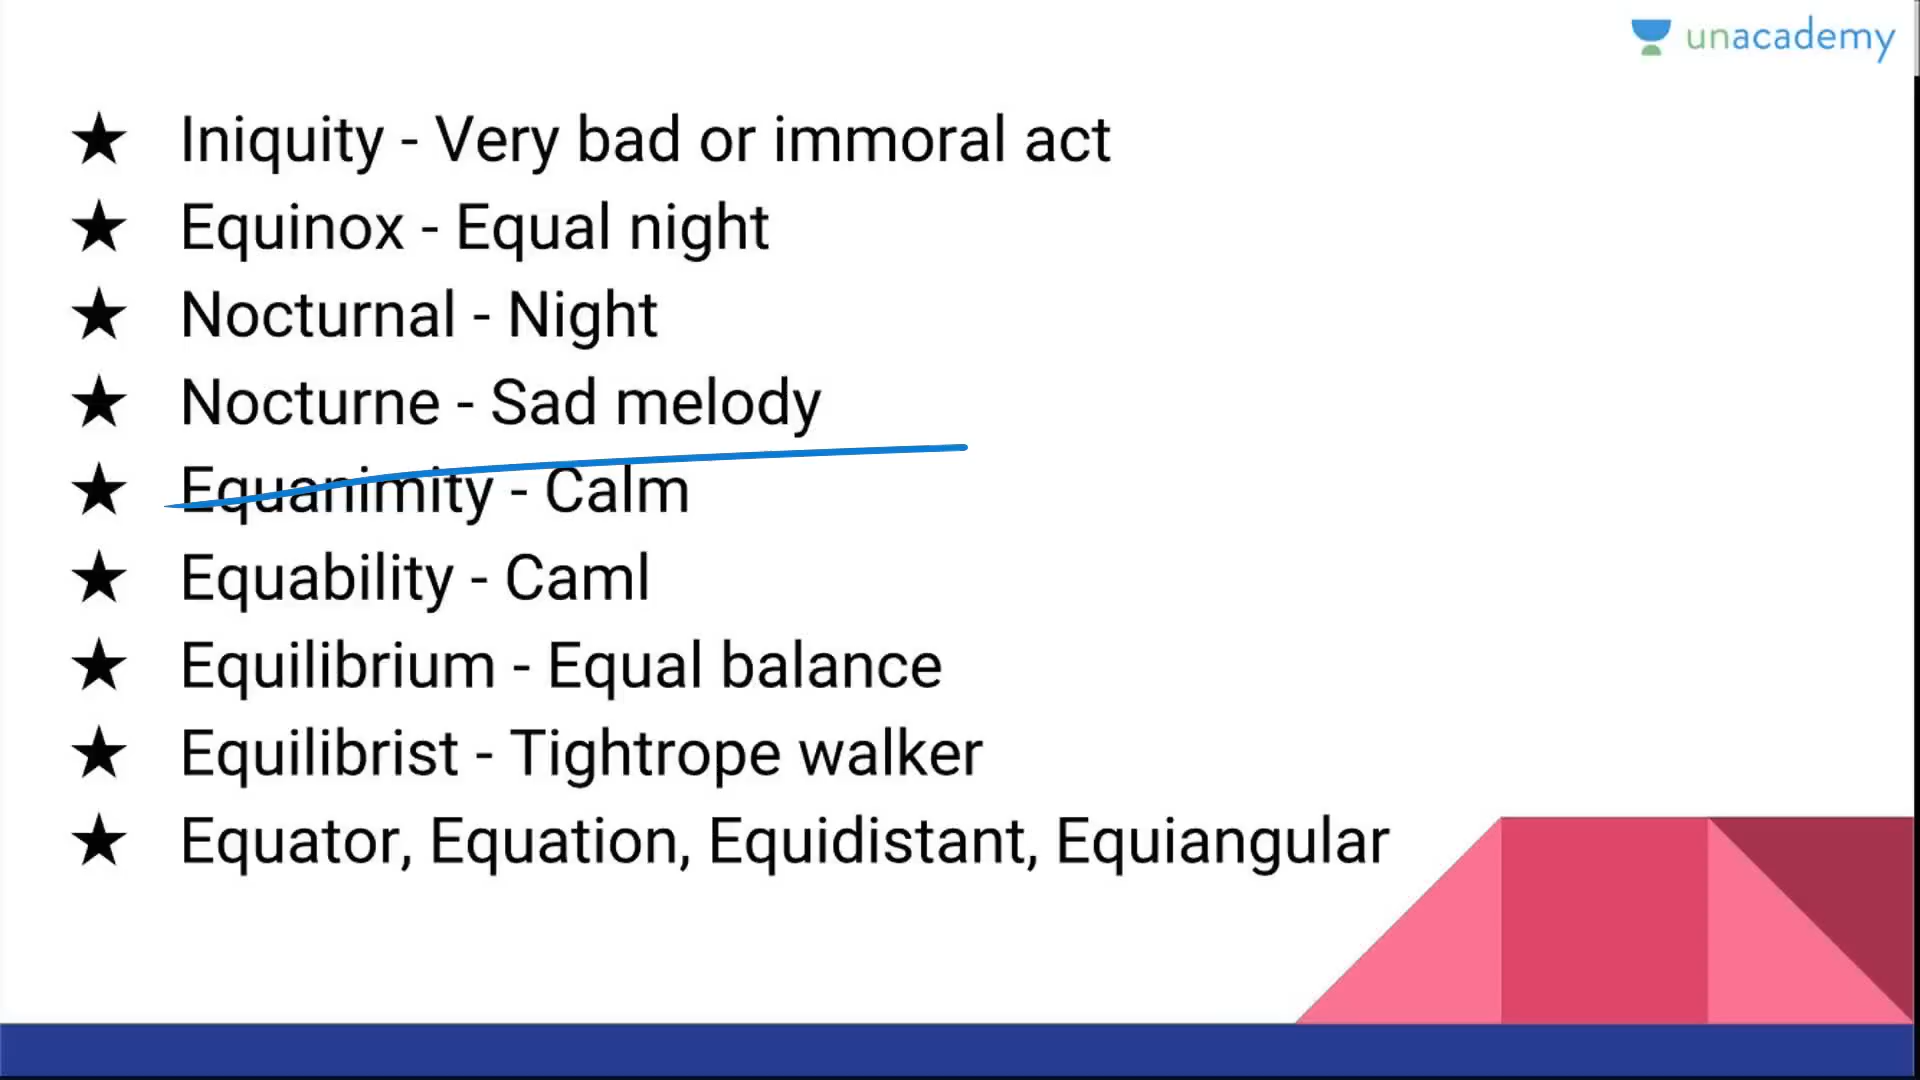 unacademy
★ Iniquity - Very bad or immoral act
★ Equinox - Equal night
★ Nocturnal - Night
★ Nocturne - Sad melody
★ Equanimity - Calm
★ Equability - Caml
★ Equilibrium - Equal balance
★ Equilibrist - Tightrope walker
★ Equator, Equation, Equidistant, Equiangular